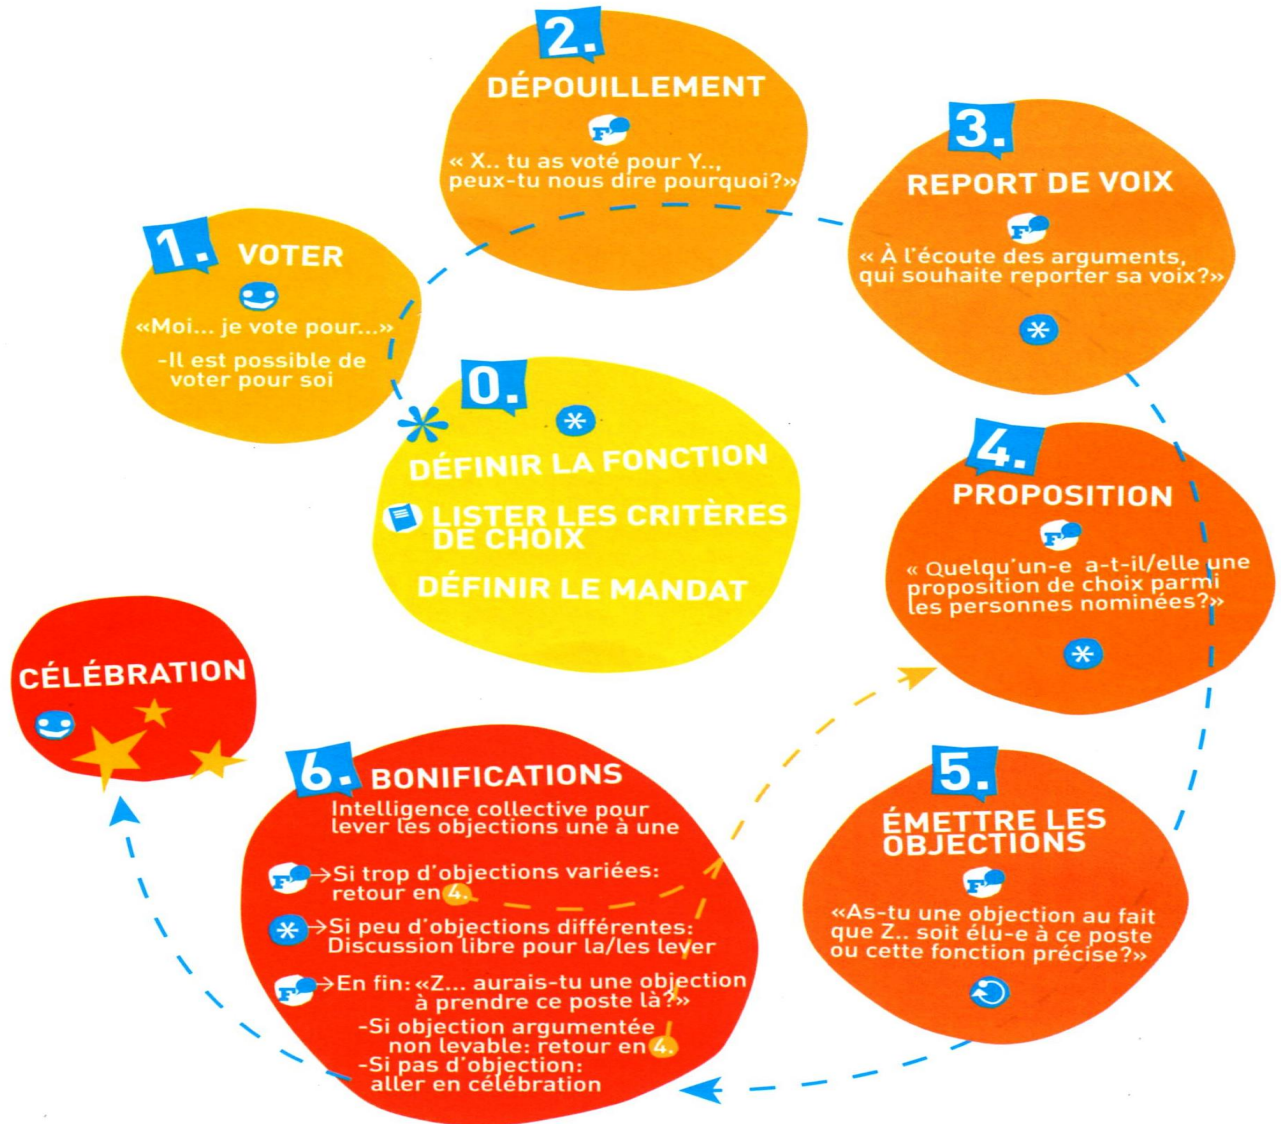 0.
DÉFINIR LA FONCTION
LISTER LES CRITÈRES
DE CHOIX
DÉFINIR LE MANDAT
1.
VOTER
«Moi... je vote pour...»
-Il est possible de
voter pour soi
2.
DÉPOUILLEMENT
F
« X.. tu as voté pour Y..,
peux-tu nous dire pourquoi?»
3.
REPORT DE VOIX
F
« À l'écoute des arguments,
qui souhaite reporter sa voix?»
*
4.
PROPOSITION
F
« Quelqu'un-e a-t-il/elle une
proposition de choix parmi
les personnes nominées?»
*
5.
ÉMETTRE LES
OBJECTIONS
F
«As-tu une objection au fait
que Z.. soit élu-e à ce poste
ou cette fonction précise?»
6.
BONIFICATIONS
Intelligence collective pour
lever les objections une à une
F →Si trop d'objections variées:
retour en 4.
* →Si peu d'objections différentes:
Discussion libre pour la/les lever
F →En fin: «Z... aurais-tu une objection
à prendre ce poste là?»
-Si objection argumentée
non levable: retour en 4.
-Si pas d'objection:
aller en célébration
CÉLÉBRATION